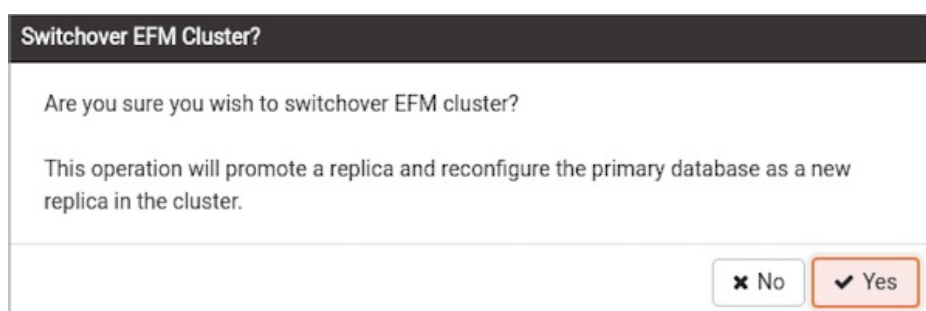 Switchover EFM Cluster?
Are you sure you wish to switchover EFM cluster?
This operation will promote a replica and reconfigure the primary database as a new
replica in the cluster.
No
Yes